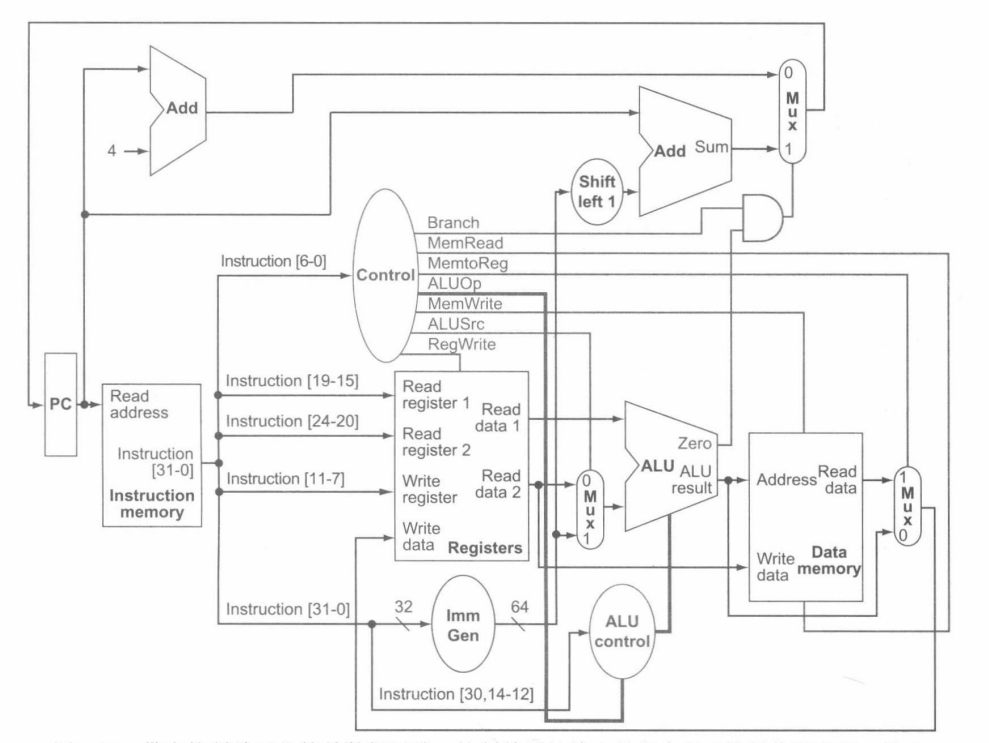 Add
4
Add Sum
0
Mux
1
Shift
left 1
Branch
MemRead
MemtoReg
ALUOp
MemWrite
ALUSrc
RegWrite
Instruction [6-0]
Control
PC
Read
address
Instruction
[31-0]
Instruction
memory
Instruction [19-15]
Instruction [24-20]
Instruction [11-7]
Read
register 1
Read
register 2
Write
register
Write
data
Read
data 1
Read
data 2
Registers
0
Mux
1
Zero
ALU
ALU
result
Address
Read
data
Write
data
Data
memory
1
Mux
0
Instruction [31-0]
32
Imm
Gen
64
ALU
control
Instruction [30,14-12]